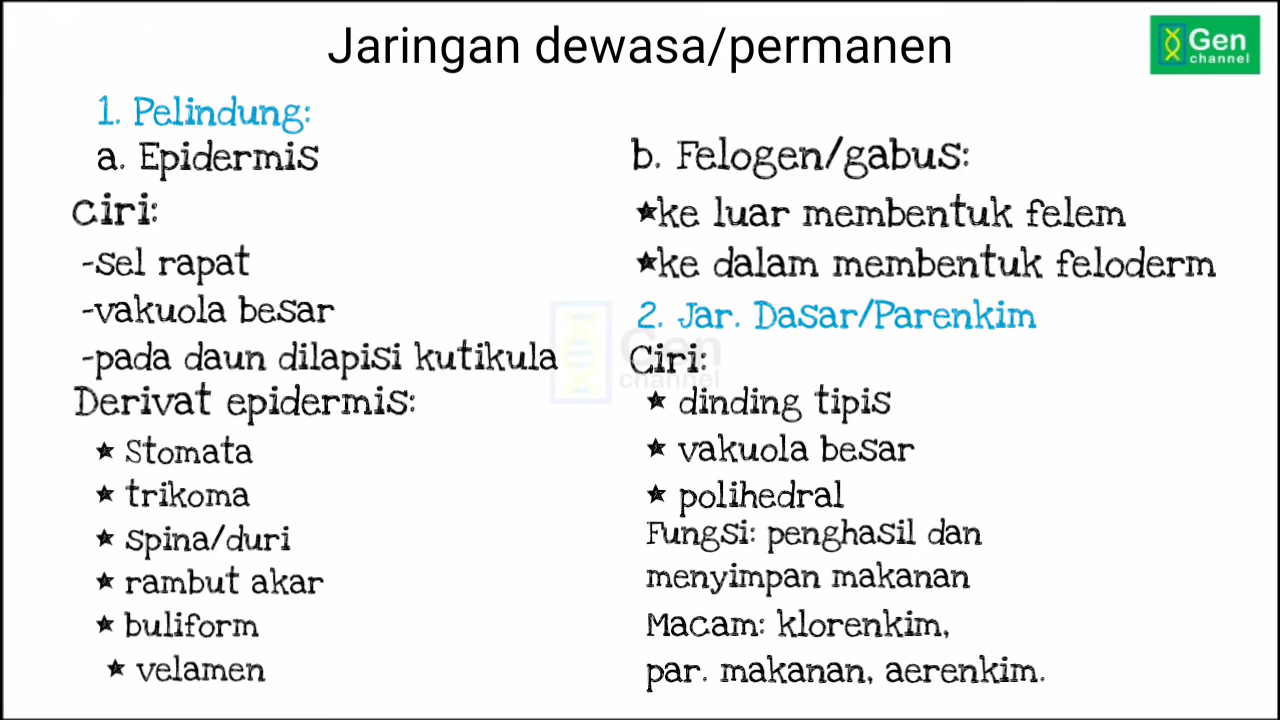 Jaringan dewasa/permanen
Gen
channel
1. Pelindung:
a. Epidermis
Ciri:
-sel rapat
-vakuola besar
-pada daun dilapisi kutikula
Derivat epidermis:
★ Stomata
★ trikoma
★ spina/duri
★ rambut akar
★ buliform
★ velamen
b. Felogen/gabus:
★ke luar membentuk felem
★ke dalam membentuk feloderm
2. Jar. Dasar/Parenkim
Ciri:
★ dinding tipis
★ vakuola besar
★ polihedral
Fungsi: penghasil dan
menyimpan makanan
Macam: klorenkim,
par. makanan, aerenkim.
Gen
channel